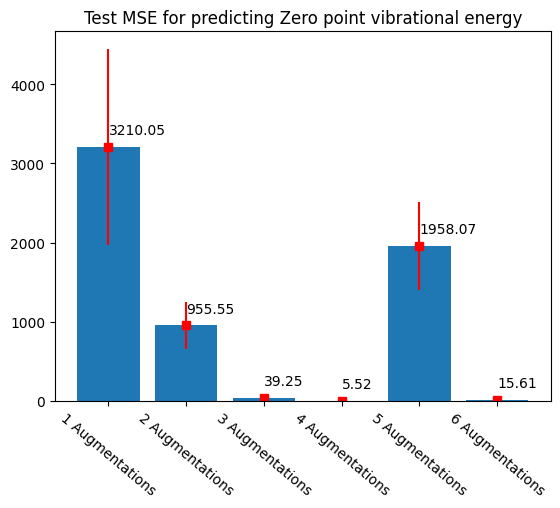 Test MSE for predicting Zero point vibrational energy
4000
3000
2000
1000
0
3210.05
955.55
39.25
5.52
1958.07
15.61
1 Augmentations
2 Augmentations
3 Augmentations
4 Augmentations
5 Augmentations
6 Augmentations